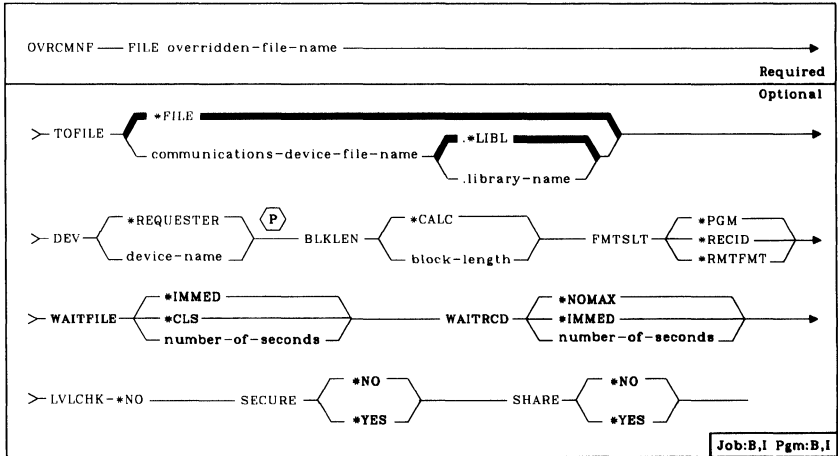 OVRCMNF FILE overridden-file-name
Required
Optional
*FILE
TOFILE
.*LIBL
communications-device-file-name
.library-name
*REQUESTER P *CALC *PGM
DEV BLKLEN FMTSLT *RECID
device-name block-length *RMTFMT
*IMMED *NOMAX
WAITFILE *CLS WAITRCD *IMMED
number-of-seconds number-of-seconds
*NO *NO
LVLCHK-*NO SECURE SHARE
*YES *YES
Job:B,I Pgm:B,I